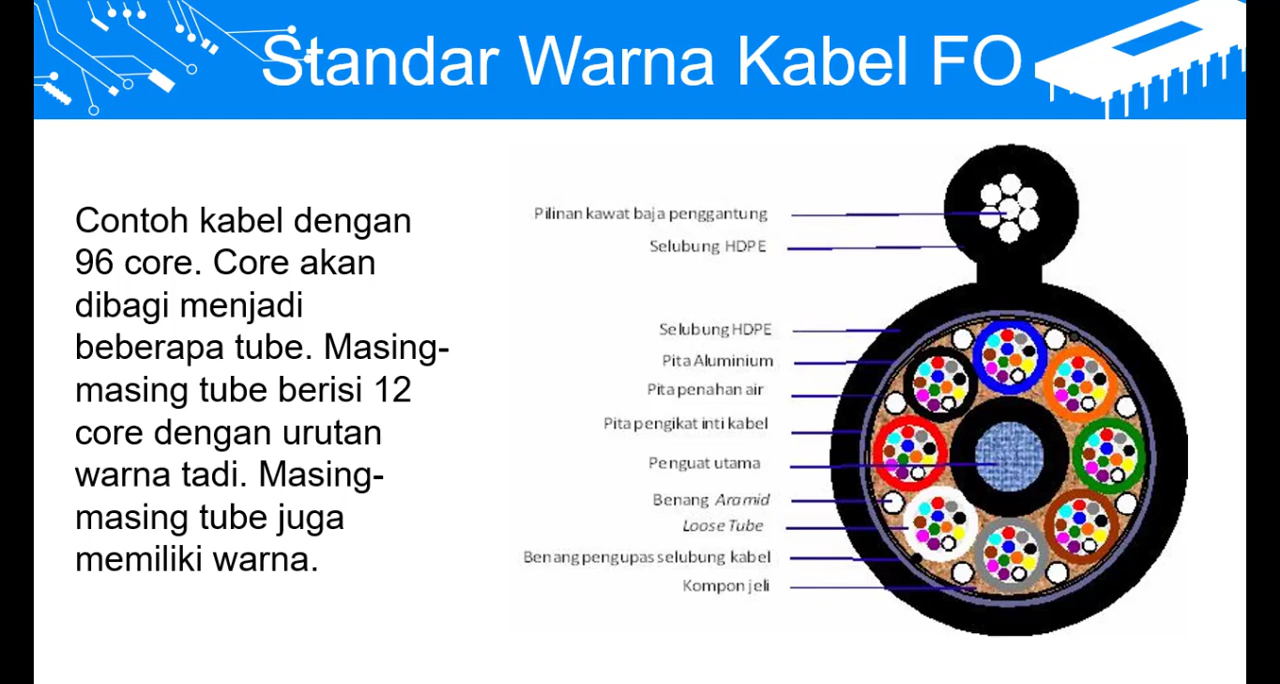 Standar Warna Kabel FO
Contoh kabel dengan
96 core. Core akan
dibagi menjadi
beberapa tube. Masing-
masing tube berisi 12
core dengan urutan
warna tadi. Masing-
masing tube juga
memiliki warna.
Pilinan kawat baja penggantung
Selubung HDPE
Selubung HDPE
Pita Aluminium
Pita penahan air
Pita pengikat inti kabel
Penguat utama
Benang Aramid
Loose Tube
Benang pengupas selubung kabel
Kompon jeli